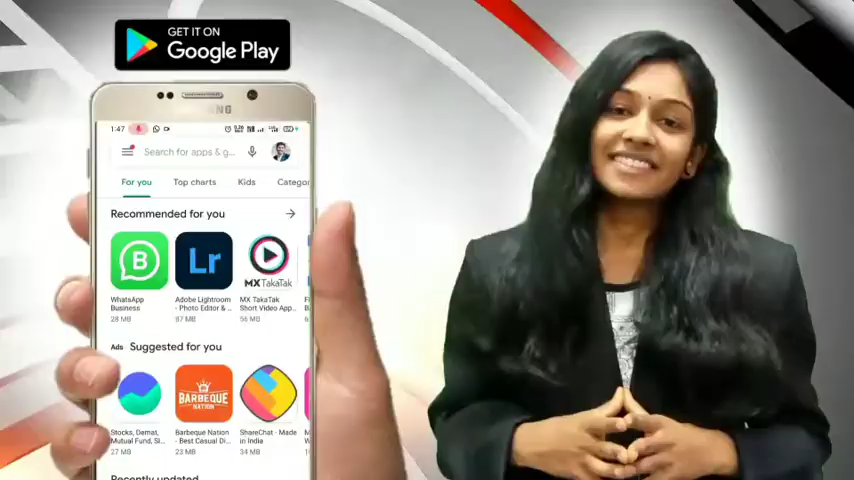 GET IT ON
Google Play
1:47
Search for apps & g...
For you
Top charts
Kids
Categor
Recommended for you
WhatsApp
Business
28 MB
Lr
Adobe Lightroom
- Photo Editor & ..
87 MB
MX TakaTak
MX TakaTak
Short Video App..
56 MB
Ads Suggested for you
Stocks, Demat,
Mutual Fund, SI..
27 MB
BARBEQUE
NATION
Barbeque Nation
- Best Casual Di...
23 MB
ShareChat - Made
in India
34 MB
Recently updated